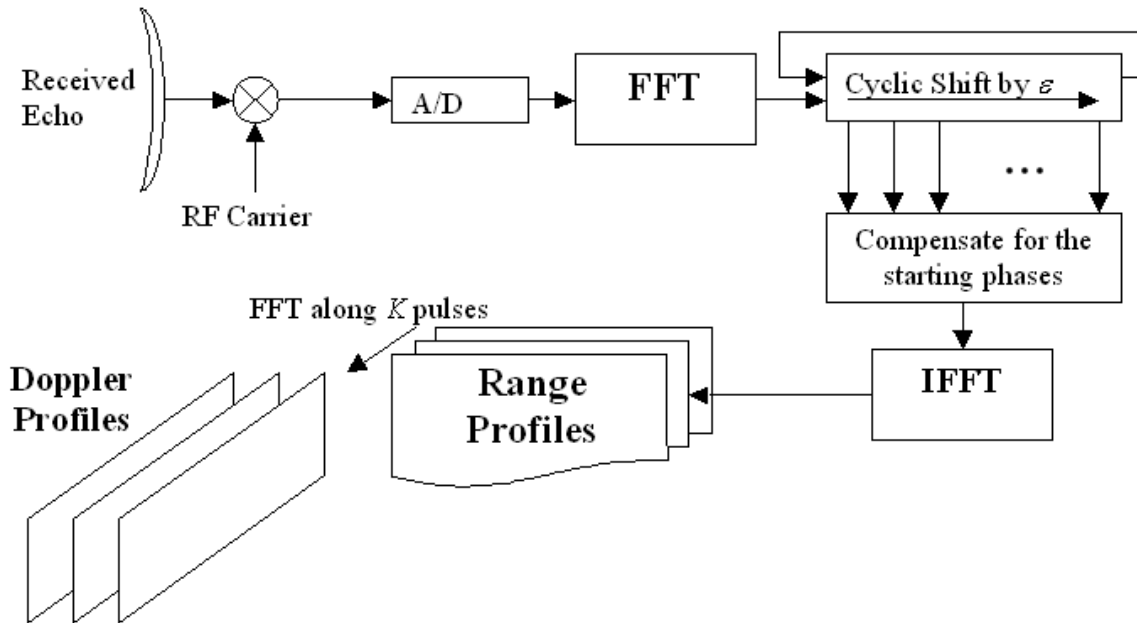 Received
Echo
RF Carrier
A/D
FFT
Cyclic Shift by ε
...
Compensate for the
starting phases
IFFT
Range
Profiles
FFT along K pulses
Doppler
Profiles